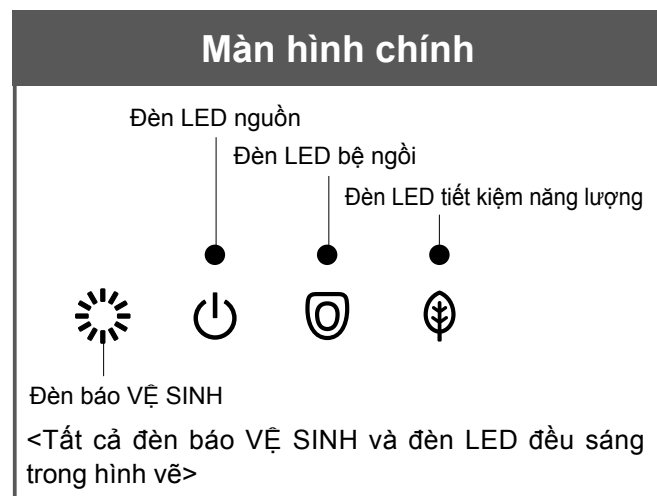 Màn hình chính
Đèn LED nguồn
Đèn LED bệ ngồi
Đèn LED tiết kiệm năng lượng
Đèn báo VỆ SINH
<Tất cả đèn báo VỆ SINH và đèn LED đều sáng
trong hình vẽ>